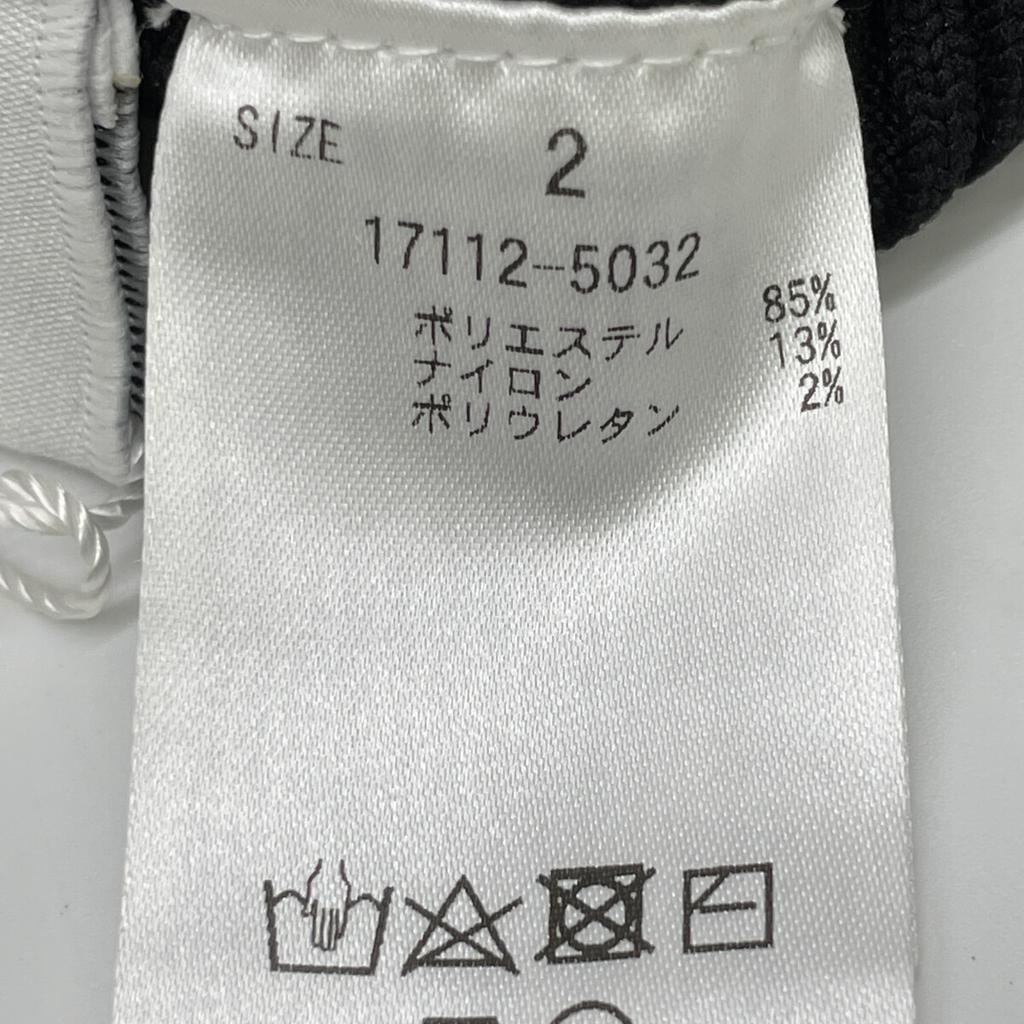 SIZE 2
17112-5032
ポリエステル 85%
ナイロン 13%
ポリウレタン 2%